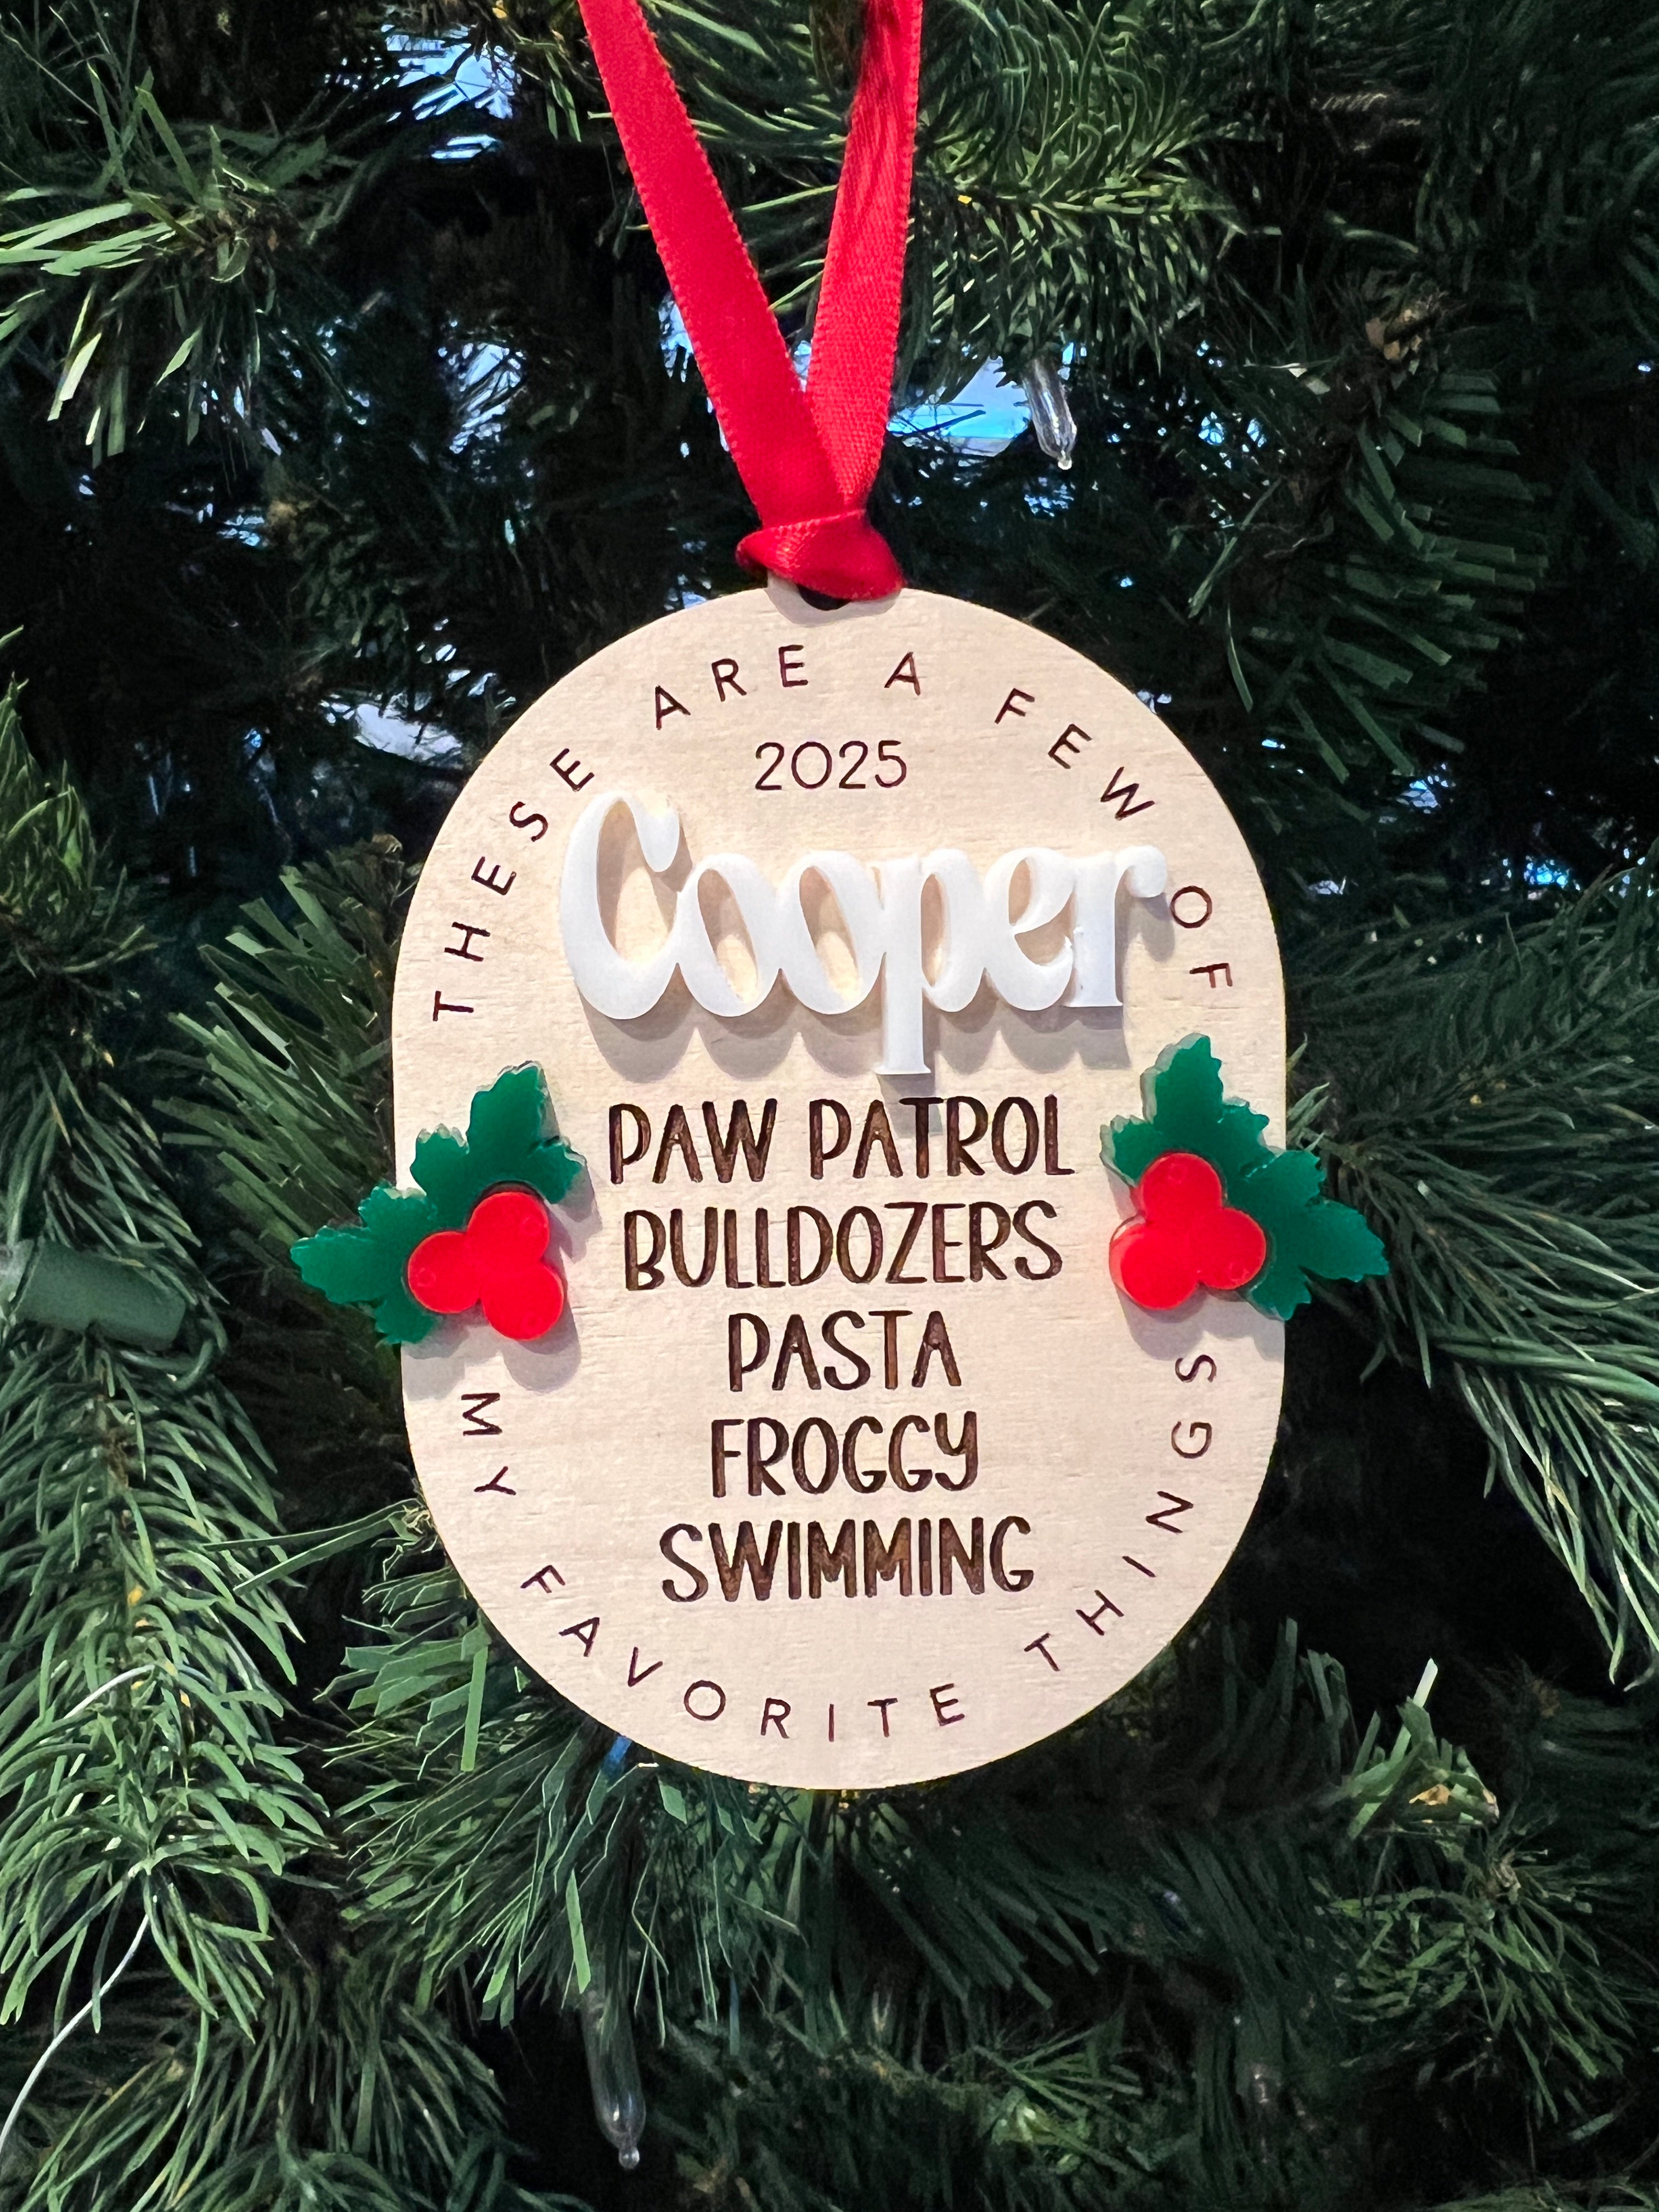 THESE ARE A FEW OF
2025
Cooper
PAW PATROL
BULLDOZERS
PASTA
FROGGY
SWIMMING
MY FAVORITE THINGS